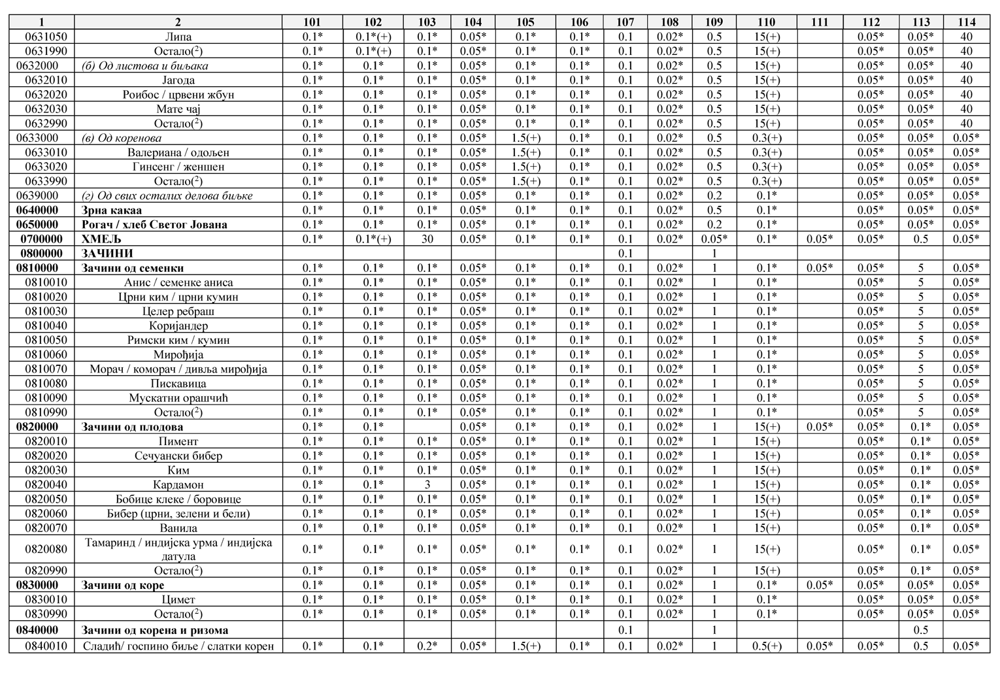 1 2 101 102 103 104 105 106 107 108 109 110 111 112 113 114
0631050 Липа 0.1* 0.1*(+) 0.1* 0.05* 0.1* 0.1* 0.1 0.02* 0.5 15(+) 0.05* 0.05* 40
0631990 Остало(2) 0.1* 0.1*(+) 0.1* 0.05* 0.1* 0.1* 0.1 0.02* 0.5 15(+) 0.05* 0.05* 40
0632000 (б) Од листова и биљака 0.1* 0.1* 0.1* 0.05* 0.1* 0.1* 0.1 0.02* 0.5 15(+) 0.05* 0.05* 40
0632010 Јагода 0.1* 0.1* 0.1* 0.05* 0.1* 0.1* 0.1 0.02* 0.5 15(+) 0.05* 0.05* 40
0632020 Роибос / црвени жбун 0.1* 0.1* 0.1* 0.05* 0.1* 0.1* 0.1 0.02* 0.5 15(+) 0.05* 0.05* 40
0632030 Мате чај 0.1* 0.1* 0.1* 0.05* 0.1* 0.1* 0.1 0.02* 0.5 15(+) 0.05* 0.05* 40
0632990 Остало(2) 0.1* 0.1* 0.1* 0.05* 0.1* 0.1* 0.1 0.02* 0.5 15(+) 0.05* 0.05* 40
0633000 (в) Од коренова 0.1* 0.1* 0.1* 0.05* 1.5(+) 0.1* 0.1 0.02* 0.5 0.3(+) 0.05* 0.05* 0.05*
0633010 Валериана / одољен 0.1* 0.1* 0.1* 0.05* 1.5(+) 0.1* 0.1 0.02* 0.5 0.3(+) 0.05* 0.05* 0.05*
0633020 Гинсенг / женшен 0.1* 0.1* 0.1* 0.05* 1.5(+) 0.1* 0.1 0.02* 0.5 0.3(+) 0.05* 0.05* 0.05*
0633990 Остало(2) 0.1* 0.1* 0.1* 0.05* 1.5(+) 0.1* 0.1 0.02* 0.5 0.3(+) 0.05* 0.05* 0.05*
0639000 (г) Од свих осталих делова биљке 0.1* 0.1* 0.1* 0.05* 0.1* 0.1* 0.1 0.02* 0.2 0.1* 0.05* 0.05* 0.05*
0640000 Зрна какаа 0.1* 0.1* 0.1* 0.05* 0.1* 0.1* 0.1 0.02* 0.5 0.1* 0.05* 0.05* 0.05*
0650000 Рогач / хлеб Светог Јована 0.1* 0.1* 0.1* 0.05* 0.1* 0.1* 0.1 0.02* 0.2 0.1* 0.05* 0.05* 0.05*
0700000 ХМЕЉ 0.1* 0.1*(+) 30 0.05* 0.1* 0.1* 0.1 0.02* 0.05* 0.1* 0.05* 0.05* 0.5 0.05*
0800000 ЗАЧИНИ 0.1 1
0810000 Зачини од семенки 0.1* 0.1* 0.1* 0.05* 0.1* 0.1* 0.1 0.02* 1 0.1* 0.05* 0.05* 5 0.05*
0810010 Анис / семенке аниса 0.1* 0.1* 0.1* 0.05* 0.1* 0.1* 0.1 0.02* 1 0.1* 0.05* 5 0.05*
0810020 Црни ким / црни кумин 0.1* 0.1* 0.1* 0.05* 0.1* 0.1* 0.1 0.02* 1 0.1* 0.05* 5 0.05*
0810030 Целер ребраш 0.1* 0.1* 0.1* 0.05* 0.1* 0.1* 0.1 0.02* 1 0.1* 0.05* 5 0.05*
0810040 Коријандер 0.1* 0.1* 0.1* 0.05* 0.1* 0.1* 0.1 0.02* 1 0.1* 0.05* 5 0.05*
0810050 Римски ким / кумин 0.1* 0.1* 0.1* 0.05* 0.1* 0.1* 0.1 0.02* 1 0.1* 0.05* 5 0.05*
0810060 Мирођија 0.1* 0.1* 0.1* 0.05* 0.1* 0.1* 0.1 0.02* 1 0.1* 0.05* 5 0.05*
0810070 Морач / коморач / дивља мирођија 0.1* 0.1* 0.1* 0.05* 0.1* 0.1* 0.1 0.02* 1 0.1* 0.05* 5 0.05*
0810080 Пискавица 0.1* 0.1* 0.1* 0.05* 0.1* 0.1* 0.1 0.02* 1 0.1* 0.05* 5 0.05*
0810090 Мускатни орашчић 0.1* 0.1* 0.1* 0.05* 0.1* 0.1* 0.1 0.02* 1 0.1* 0.05* 5 0.05*
0810990 Остало(2) 0.1* 0.1* 0.1* 0.05* 0.1* 0.1* 0.1 0.02* 1 0.1* 0.05* 5 0.05*
0820000 Зачини од плодова 0.1* 0.1* 0.05* 0.1* 0.1* 0.1 0.02* 1 15(+) 0.05* 0.05* 0.1* 0.05*
0820010 Пимент 0.1* 0.1* 0.1* 0.05* 0.1* 0.1* 0.1 0.02* 1 15(+) 0.05* 0.1* 0.05*
0820020 Сечуански бибер 0.1* 0.1* 0.1* 0.05* 0.1* 0.1* 0.1 0.02* 1 15(+) 0.05* 0.1* 0.05*
0820030 Ким 0.1* 0.1* 0.1* 0.05* 0.1* 0.1* 0.1 0.02* 1 15(+) 0.05* 0.1* 0.05*
0820040 Кардамон 0.1* 0.1* 3 0.05* 0.1* 0.1* 0.1 0.02* 1 15(+) 0.05* 0.1* 0.05*
0820050 Бобице клеке / боровице 0.1* 0.1* 0.1* 0.05* 0.1* 0.1* 0.1 0.02* 1 15(+) 0.05* 0.1* 0.05*
0820060 Бибер (црни, зелени и бели) 0.1* 0.1* 0.1* 0.05* 0.1* 0.1* 0.1 0.02* 1 15(+) 0.05* 0.1* 0.05*
0820070 Ванила 0.1* 0.1* 0.1* 0.05* 0.1* 0.1* 0.1 0.02* 1 15(+) 0.05* 0.1* 0.05*
0820080 Тамаринд / индијска урма / индијска
датула 0.1* 0.1* 0.1* 0.05* 0.1* 0.1* 0.1 0.02* 1 15(+) 0.05* 0.1* 0.05*
0820990 Остало(2) 0.1* 0.1* 0.1* 0.05* 0.1* 0.1* 0.1 0.02* 1 15(+) 0.05* 0.1* 0.05*
0830000 Зачини од коре 0.1* 0.1* 0.1* 0.05* 0.1* 0.1* 0.1 0.02* 1 0.1* 0.05* 0.05* 0.05* 0.05*
0830010 Цимет 0.1* 0.1* 0.1* 0.05* 0.1* 0.1* 0.1 0.02* 1 0.1* 0.05* 0.05* 0.05*
0830990 Остало(2) 0.1* 0.1* 0.1* 0.05* 0.1* 0.1* 0.1 0.02* 1 0.1* 0.05* 0.05* 0.05*
0840000 Зачини од корена и ризома 0.1 1 0.5
0840010 Сладић/ госпино биље / слатки корен 0.1* 0.1* 0.2* 0.05* 1.5(+) 0.1* 0.1 0.02* 1 0.5(+) 0.05* 0.05* 0.5 0.05*